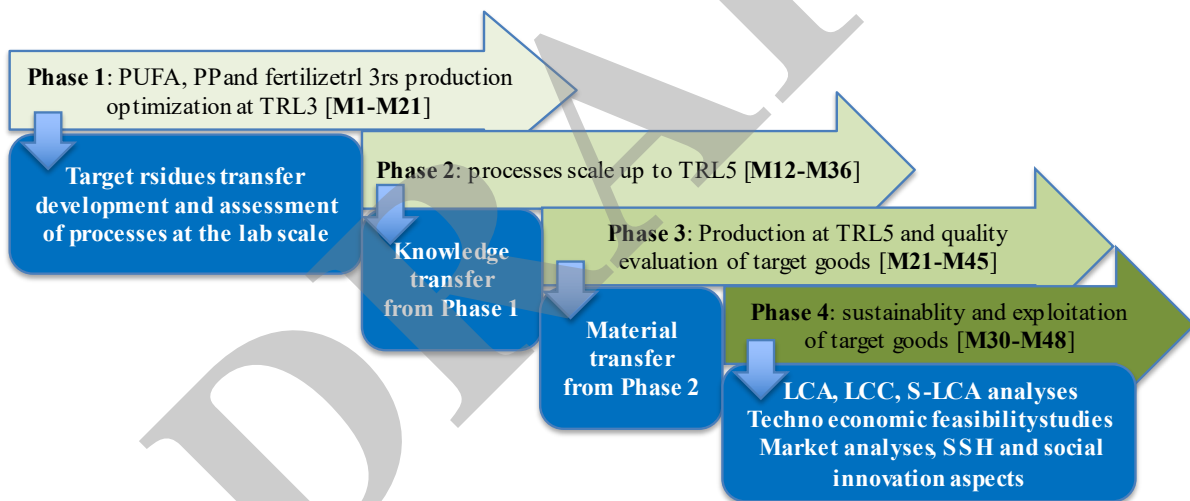 Phase 1: PUFA, PP and fertilizetrl 3rs production
optimization at TRL3 [M1-M21]
Target rsidues transfer
development and assessment
of processes at the lab scale
Phase 2: processes scale up to TRL5 [M12-M36]
Knowledge
transfer
from Phase 1
Phase 3: Production at TRL5 and quality
evaluation of target goods [M21-M45]
Material
transfer
from Phase 2
Phase 4: sustainablity and exploitation
of target goods [M30-M48]
LCA, LCC, S-LCA analyses
Techno economic feasibilitystudies
Market analyses, SSH and social
innovation aspects
DRAF